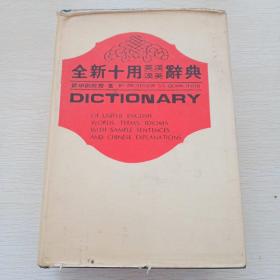 全新十用英漢漢英辭典
DICTIONARY
OF USEFUL ENGLISH
WORDS, TERMS, IDIOMS
WITH SAMPLE SENTENCES
AND CHINESE EXPLANATIONS